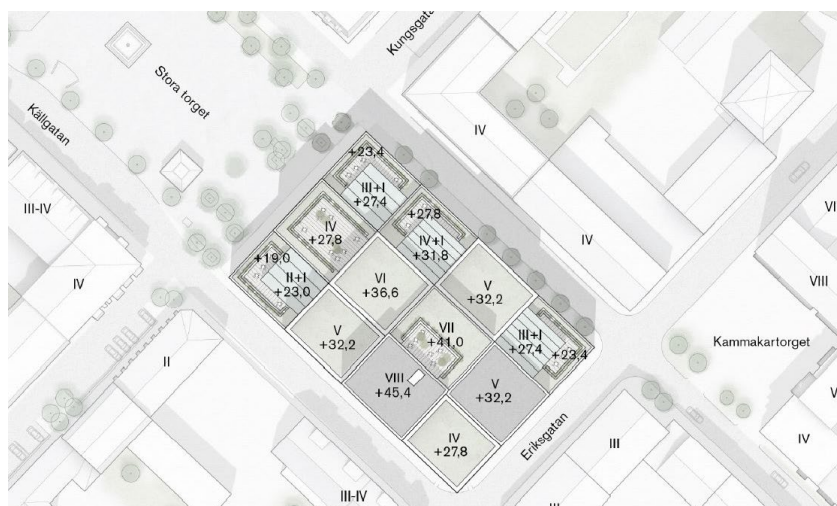 Stora torget
Kungsgatan
Källgatan
IV
III-IV
IV
II
III-IV
+23,4
III+I
+27,4
IV
+27,8
+27,8
IV+I
+31,8
+19,0
II+I
+23,0
VI
+36,6
V
+32,2
V
+32,2
VII
+41,0
III+I
+27,4
+23,4
VIII
+45,4
V
+32,2
IV
+27,8
Eriksgatan
IV
VI
VIII
Kammakartorget
IV
III
III